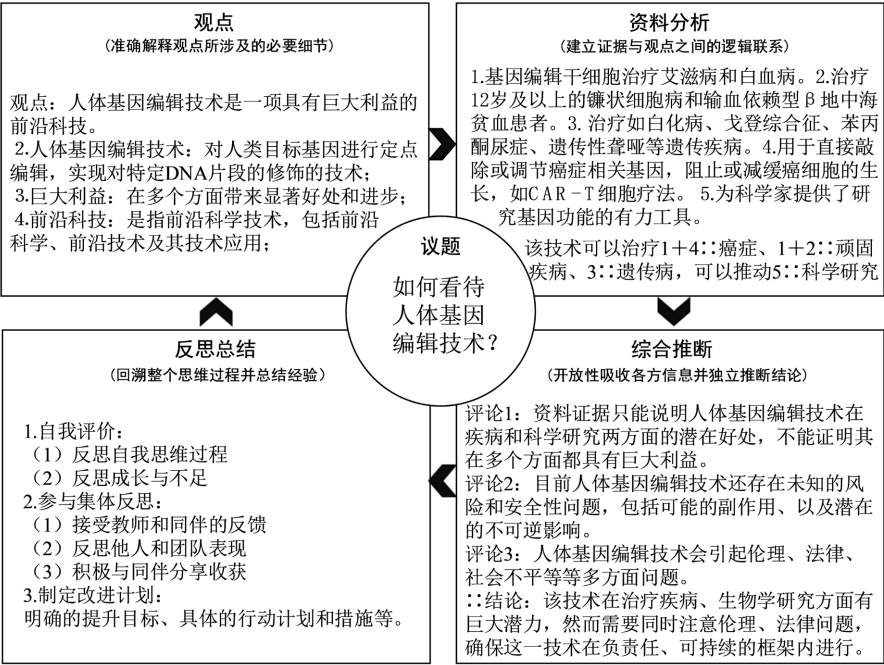 观点
(准确解释观点所涉及的必要细节)
观点：人体基因编辑技术是一项具有巨大利益的
前沿科技。
2.人体基因编辑技术：对人类目标基因进行定点
编辑，实现对特定DNA片段的修饰的技术；
3.巨大利益：在多个方面带来显著好处和进步；
4.前沿科技：是指前沿科学技术，包括前沿
科学、前沿技术及其技术应用；
资料分析
(建立证据与观点之间的逻辑联系)
1.基因编辑干细胞治疗艾滋病和白血病。2.治疗
12岁及以上的镰状细胞病和输血依赖型β地中海
贫血患者。3. 治疗如白化病、戈登综合征、苯丙
酮尿症、遗传性聋哑等遗传疾病。4.用于直接敲
除或调节癌症相关基因，阻止或减缓癌细胞的生
长，如CAR-T细胞疗法。 5.为科学家提供了研
究基因功能的有力工具。
该技术可以治疗1+4∷癌症、1+2∷顽固
疾病、3∷遗传病，可以推动5∷科学研究
议题
如何看待
人体基因
编辑技术？
反思总结
(回溯整个思维过程并总结经验)
1.自我评价：
（1）反思自我思维过程
（2）反思成长与不足
2.参与集体反思：
（1）接受教师和同伴的反馈
（2）反思他人和团队表现
（3）积极与同伴分享收获
3.制定改进计划：
明确的提升目标、具体的行动计划和措施等。
综合推断
(开放性吸收各方信息并独立推断结论)
评论1：资料证据只能说明人体基因编辑技术在
疾病和科学研究两方面的潜在好处，不能证明其
在多个方面都具有巨大利益。
评论2：目前人体基因编辑技术还存在未知的风
险和安全性问题，包括可能的副作用、以及潜在
的不可逆影响。
评论3：人体基因编辑技术会引起伦理、法律、
社会不平等等多方面问题。
∷结论：该技术在治疗疾病、生物学研究方面有
巨大潜力，然而需要同时注意伦理、法律问题，
确保这一技术在负责任、可持续的框架内进行。